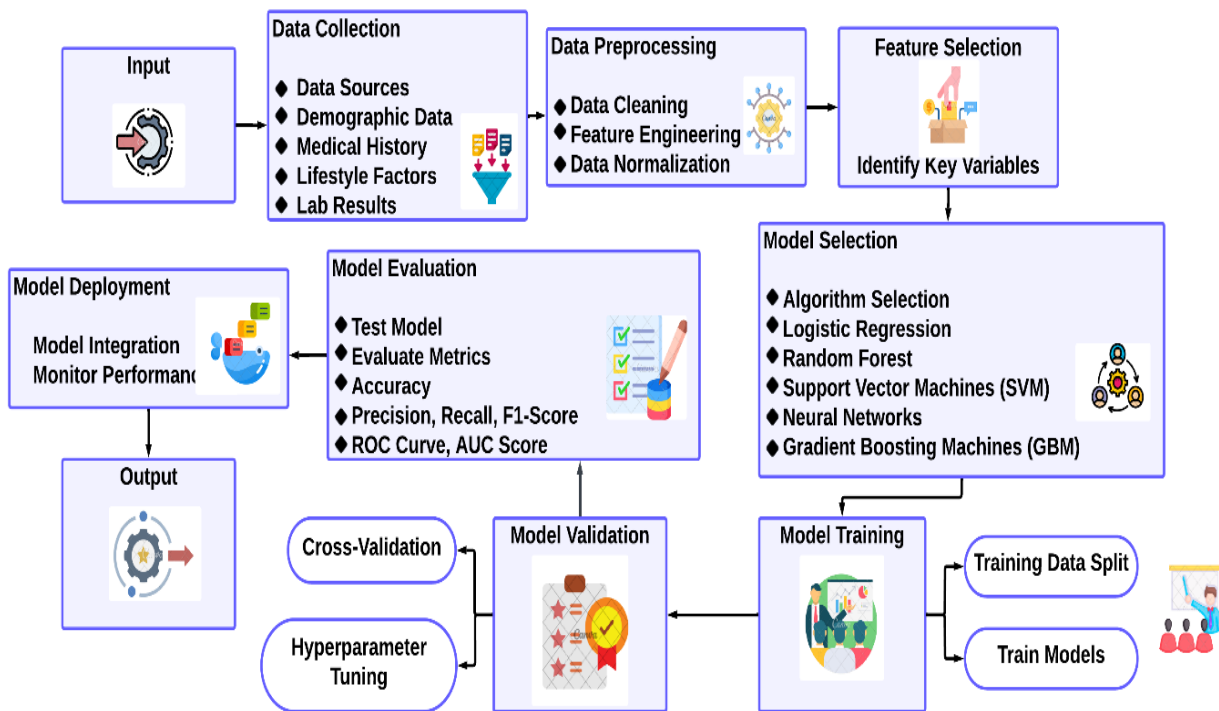 Input
Data Collection
Data Sources
Demographic Data
Medical History
Lifestyle Factors
Lab Results
Data Preprocessing
Data Cleaning
Feature Engineering
Data Normalization
Feature Selection
Identify Key Variables
Model Selection
Algorithm Selection
Logistic Regression
Random Forest
Support Vector Machines (SVM)
Neural Networks
Gradient Boosting Machines (GBM)
Model Training
Training Data Split
Train Models
Model Validation
Cross-Validation
Hyperparameter
Tuning
Model Evaluation
Test Model
Evaluate Metrics
Accuracy
Precision, Recall, F1-Score
ROC Curve, AUC Score
Model Deployment
Model Integration
Monitor Performanc
Output